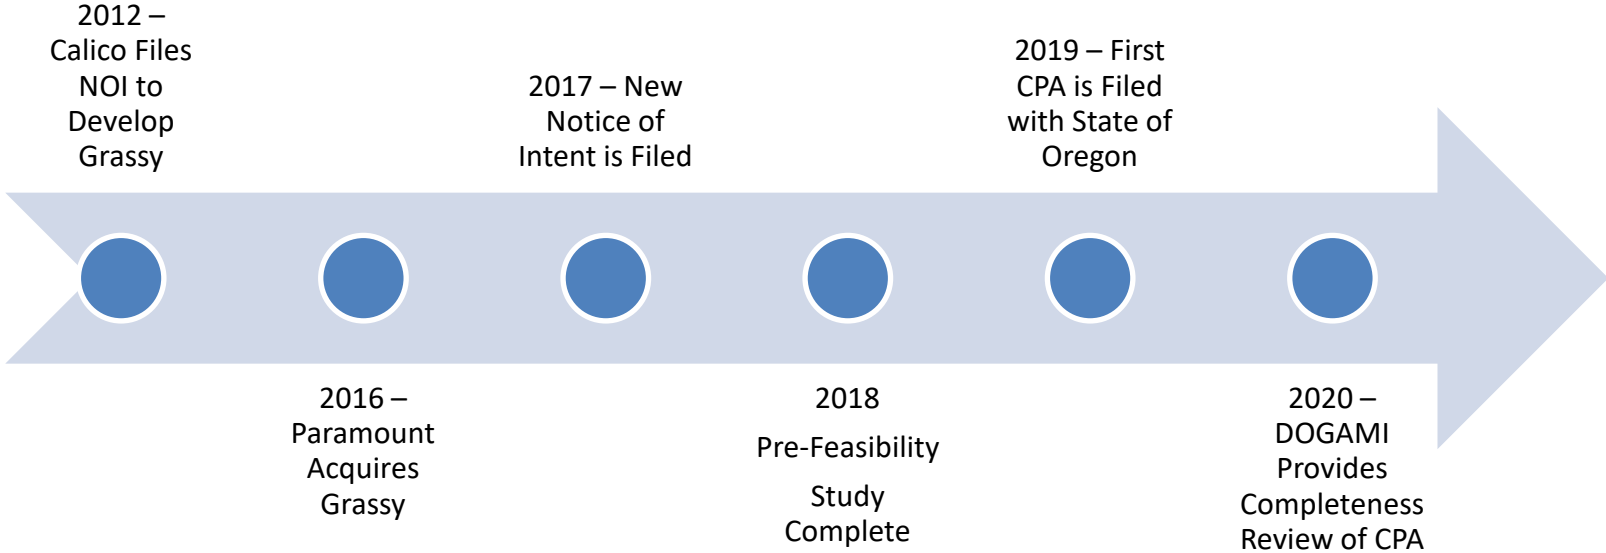 2012 –
Calico Files
NOI to
Develop
Grassy
2016 –
Paramount
Acquires
Grassy
2017 – New
Notice of
Intent is Filed
2018
Pre-Feasibility
Study
Complete
2019 – First
CPA is Filed
with State of
Oregon
2020 –
DOGAMI
Provides
Completeness
Review of CPA